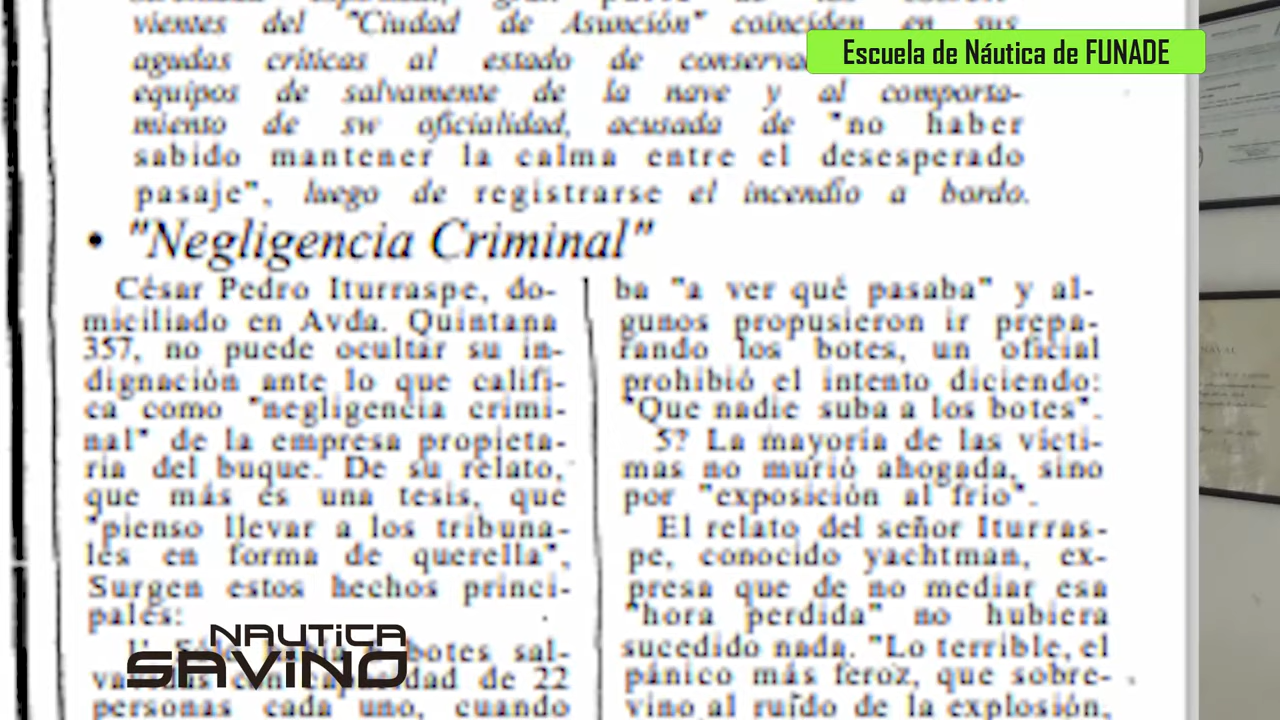 vientes del "Ciudad de Asunción" coinciden en sus
agudas críticas al estado de
equipos de salvamente de la nave y al comporta-
miento de sw oficialidad, acusada de "no haber
sabido mantener la calma entre el desesperado
pasaje", luego de registrarse el incendio a bordo.
• "Negligencia Criminal"
César Pedro Iturraspe, do-
miciliado en Avda. Quintana
357, no puede ocultar su in-
dignación ante lo que califi-
ca como "negligencia crimi-
nal" de la empresa propieta-
ria del buque. De su relato,
que más es una tesis, que
"pienso llevar a los tribuna-
les en forma de querella",
Surgen estos hechos princi-
pales:
botes sal-
de 22
personas cada uno, cuando
ba "a ver qué pasaba" y al-
gunos propusieron ir prepa-
rando los botes, un oficial
prohibió el intento diciendo:
"Que nadie suba a los botes".
5? La mayoría de las vícti-
mas no murió ahogada, sino
por "exposición al frío".
El relato del señor Iturras-
pe, conocido yachtman, ex-
presa que de no mediar esa
"hora perdida" no hubiera
sucedido nada. "Lo terrible, el
pánico más feroz, que sobre-
vino al ruido de la explosión,
Escuela de Náutica de FUNADE
NAUTiCA
SAViNO